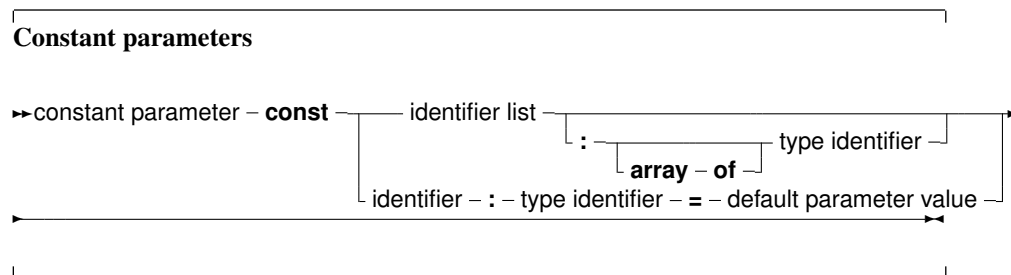 Constant parameters
constant parameter – const identifier list
: type identifier
array – of
identifier – : – type identifier – = – default parameter value